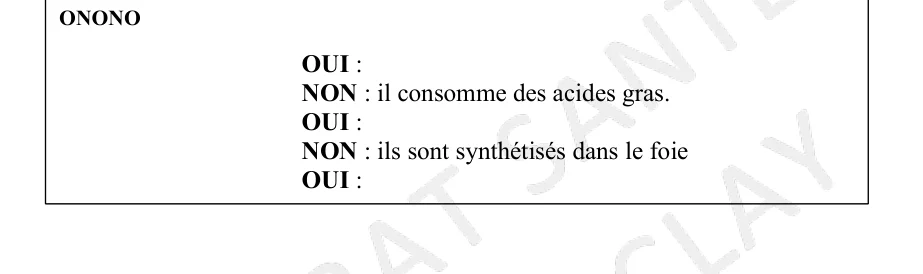 ONONO
OUI :
NON : il consomme des acides gras.
OUI :
NON : ils sont synthétisés dans le foie
OUI :